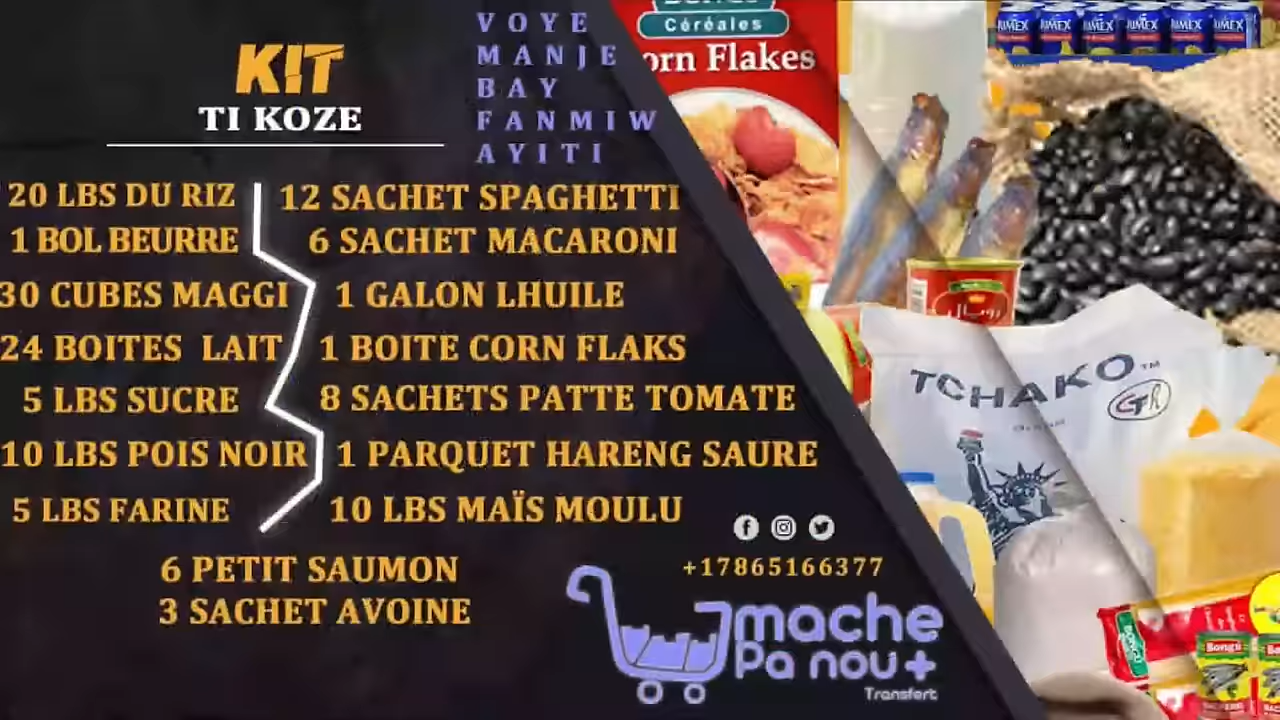 KIT
TI KOZE
VOYE
MANJE
BAY
FANMIW
AYITI
20 LBS DU RIZ
1 BOL BEURRE
30 CUBES MAGGI
24 BOITES LAIT
5 LBS SUCRE
10 LBS POIS NOIR
5 LBS FARINE
12 SACHET SPAGHETTI
6 SACHET MACARONI
1 GALON LHUILE
1 BOITE CORN FLAKS
8 SACHETS PATTE TOMATE
1 PARQUET HARENG SAURE
10 LBS MAÏS MOULU
6 PETIT SAUMON
3 SACHET AVOINE
+17865166377
mache
Pa nou+
Transfert
Céréales
orn Flakes
TCHAKO™
GTR
Bongú